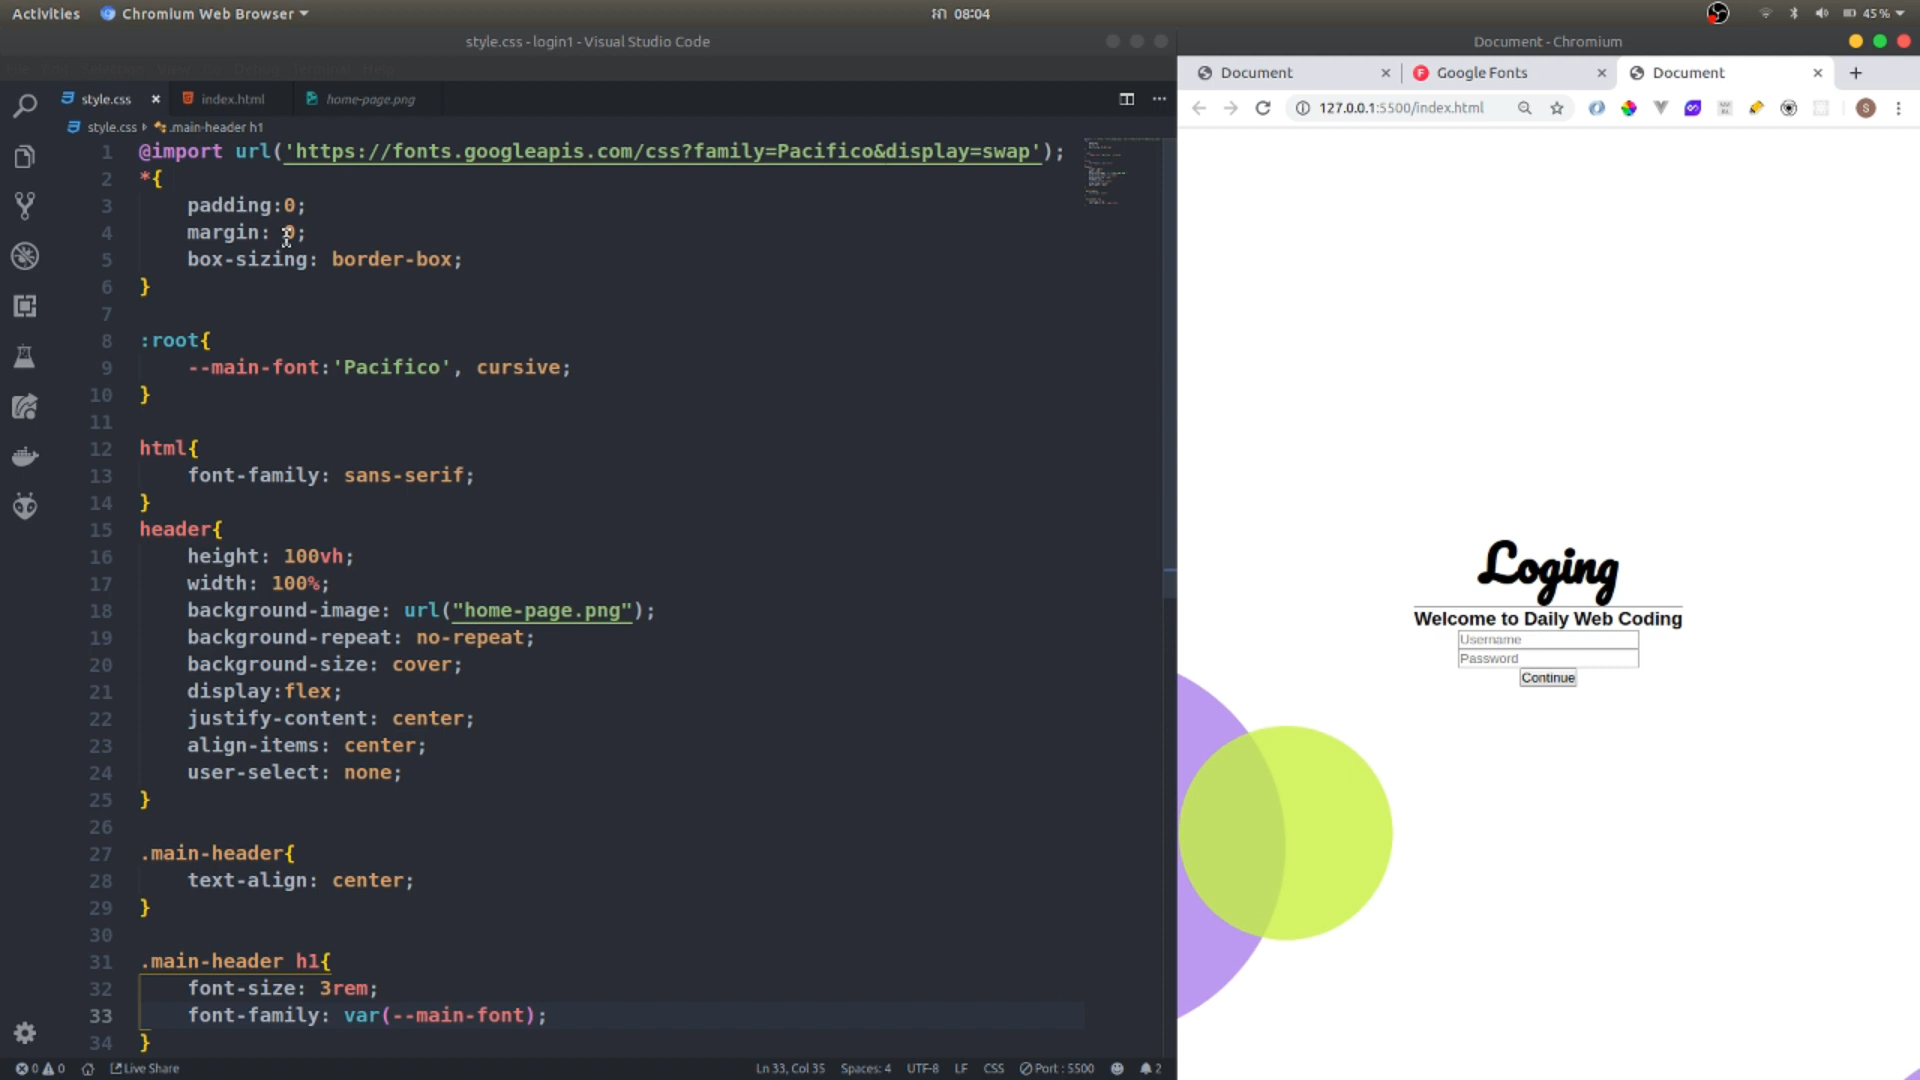 Activities
Chromium Web Browser
08:04
45 %
style.css - login1 - Visual Studio Code
Document - Chromium
style.css
index.html
home-page.png
Document
Google Fonts
Document
style.css
.main-header h1
127.0.0.1:5500/index.html
S
1 @import url('https://fonts.googleapis.com/css?family=Pacifico&display=swap');
2 *{
3 padding:0;
4 margin: 0;
5 box-sizing: border-box;
6 }
7
8 :root{
9 --main-font:'Pacifico', cursive;
10 }
11
12 html{
13 font-family: sans-serif;
14 }
15 header{
16 height: 100vh;
17 width: 100%;
18 background-image: url("home-page.png");
19 background-repeat: no-repeat;
20 background-size: cover;
21 display:flex;
22 justify-content: center;
23 align-items: center;
24 user-select: none;
25 }
26
27 .main-header{
28 text-align: center;
29 }
30
31 .main-header h1{
32 font-size: 3rem;
33 font-family: var(--main-font);
34 }
Loging
Welcome to Daily Web Coding
Username
Password
Continue
0 0
Live Share
Ln 33, Col 35
Spaces: 4
UTF-8
LF
CSS
Port : 5500
2